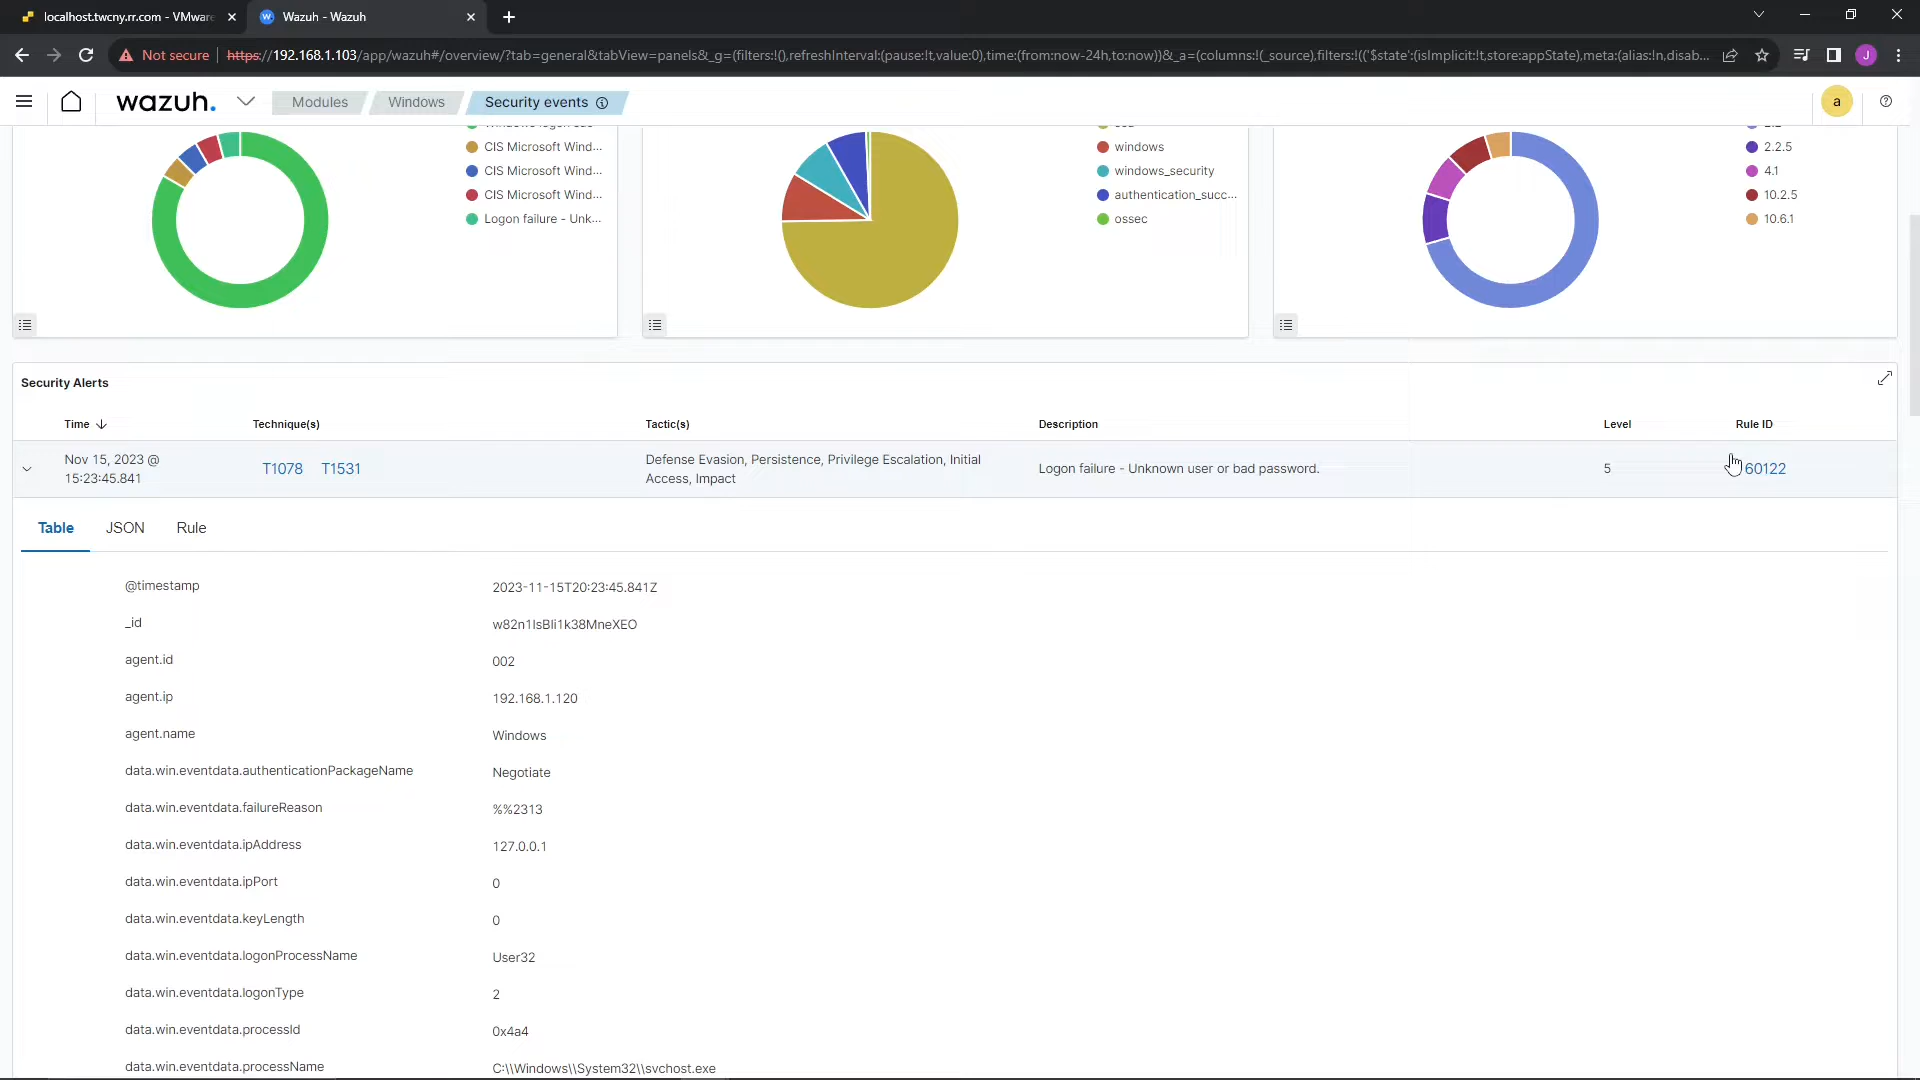 localhost.twcny.rr.com - VMware
Wazuh - Wazuh
Not secure
https://192.168.1.103/app/wazuh#/overview/?tab=general&tabView=panels&_g=(filters:!(),refreshInterval:(pause:!t,value:0),time:(from:now-24h,to:now))&_a=(columns:!(_source),filters:!(('$state':(isImplicit:!t,store:appState),meta:(alias:!n,disab...
J
wazuh.
Modules
Windows
Security events
a
CIS Microsoft Wind...
CIS Microsoft Wind...
CIS Microsoft Wind...
Logon failure - Unk...
windows
windows_security
authentication_succ...
ossec
2.2.5
4.1
10.2.5
10.6.1
Security Alerts
Time
Technique(s)
Tactic(s)
Description
Level
Rule ID
Nov 15, 2023 @
15:23:45.841
T1078 T1531
Defense Evasion, Persistence, Privilege Escalation, Initial
Access, Impact
Logon failure - Unknown user or bad password.
5
60122
Table
JSON
Rule
@timestamp 2023-11-15T20:23:45.841Z
_id w82n1IsBIi1k38MneXEO
agent.id 002
agent.ip 192.168.1.120
agent.name Windows
data.win.eventdata.authenticationPackageName Negotiate
data.win.eventdata.failureReason %%2313
data.win.eventdata.ipAddress 127.0.0.1
data.win.eventdata.ipPort 0
data.win.eventdata.keyLength 0
data.win.eventdata.logonProcessName User32
data.win.eventdata.logonType 2
data.win.eventdata.processId 0x4a4
data.win.eventdata.processName C:\\Windows\\System32\\svchost.exe